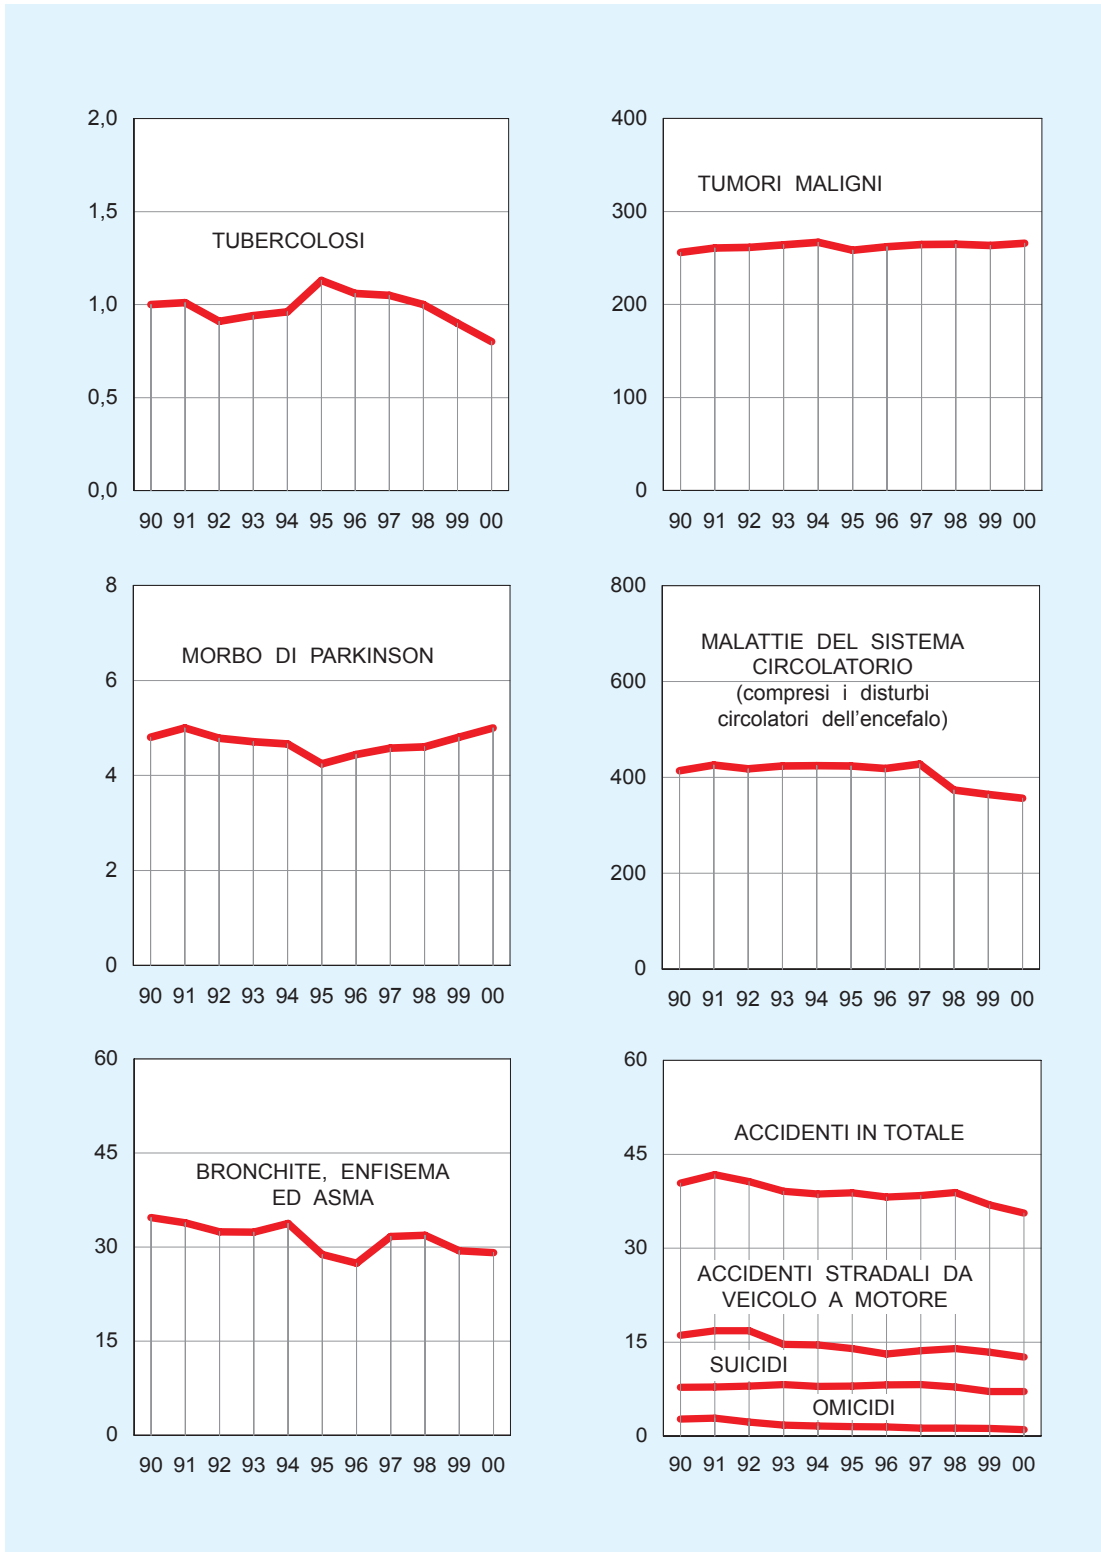 2,0
1,5
1,0
0,5
0,0
TUBERCOLOSI
90 91 92 93 94 95 96 97 98 99 00
400
300
200
100
0
TUMORI MALIGNI
90 91 92 93 94 95 96 97 98 99 00
8
6
4
2
0
MORBO DI PARKINSON
90 91 92 93 94 95 96 97 98 99 00
800
600
400
200
0
MALATTIE DEL SISTEMA
CIRCOLATORIO
(compresi i disturbi
circolatori dell'encefalo)
90 91 92 93 94 95 96 97 98 99 00
60
45
30
15
0
BRONCHITE, ENFISEMA
ED ASMA
90 91 92 93 94 95 96 97 98 99 00
60
45
30
15
0
ACCIDENTI IN TOTALE
ACCIDENTI STRADALI DA
VEICOLO A MOTORE
SUICIDI
OMICIDI
90 91 92 93 94 95 96 97 98 99 00